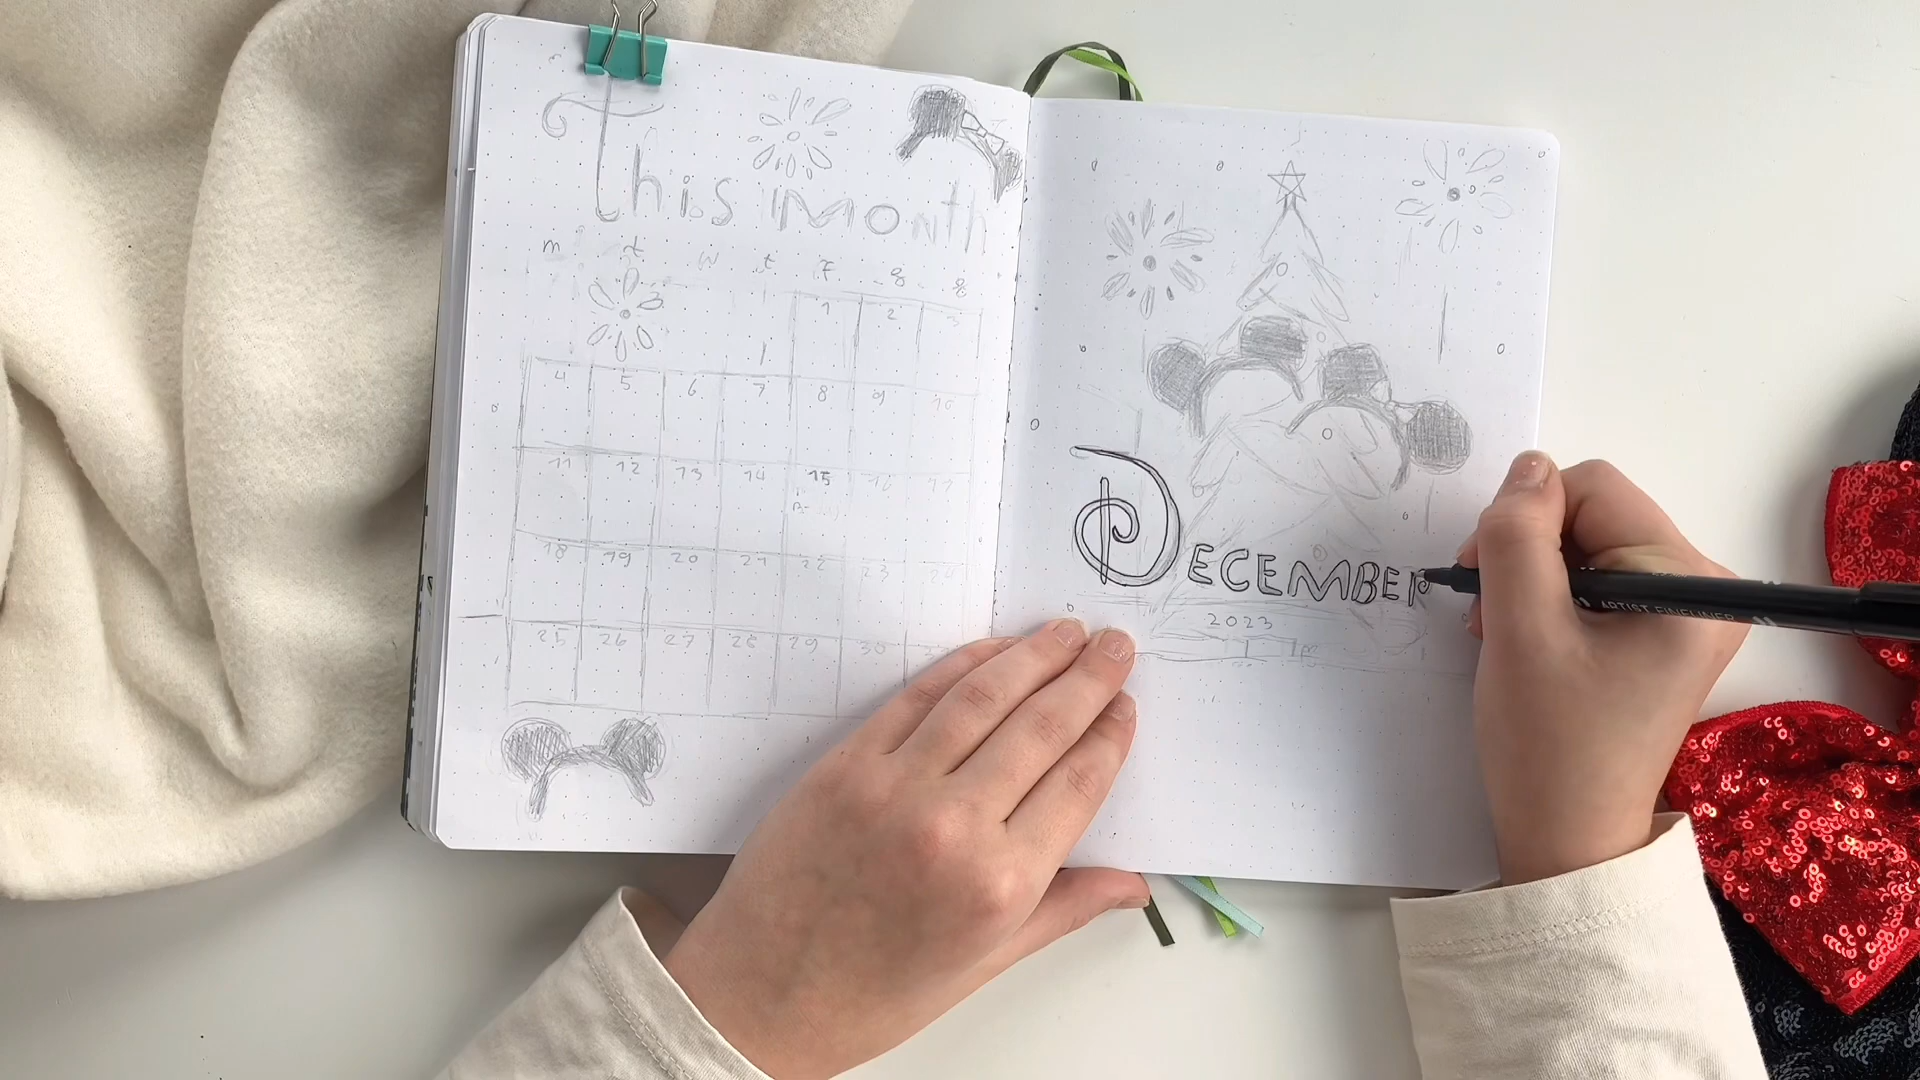 This Month
m t w t F S S
1 2 3
4 5 6 7 8 9 10
11 12 13 14 15 16 17
18 19 20 21 22 23 24
25 26 27 28 29 30
DECEMBER
2023
ARTIST FINELINER